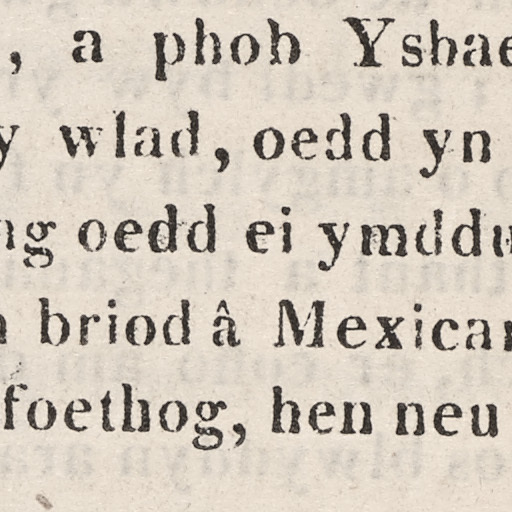 , a phob Ysbae
y wlad, oedd yn
ng oedd ei ymddu
briod â Mexican
foethog, hen neu